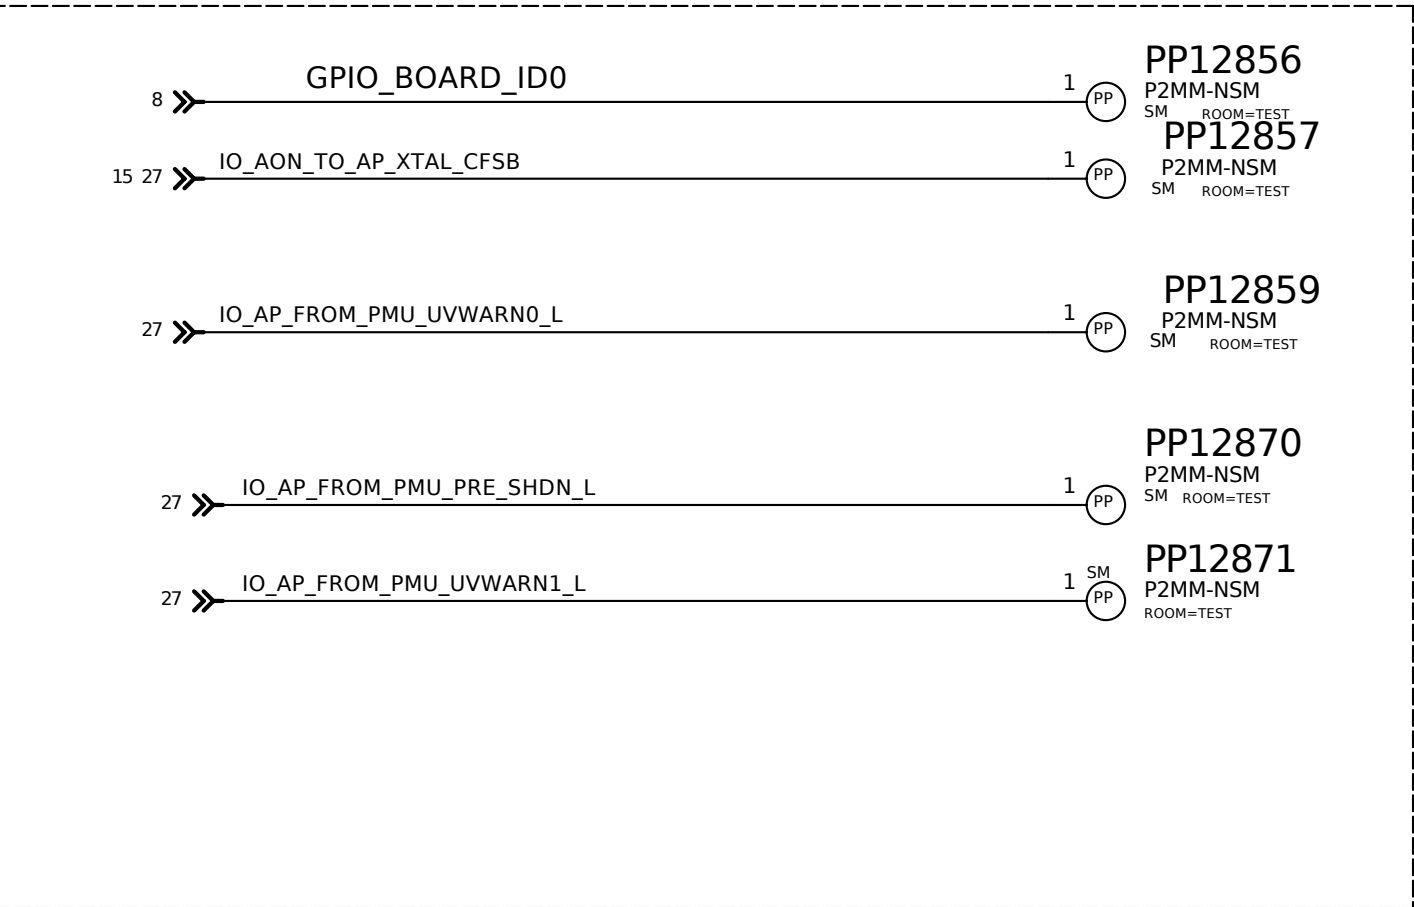 GPIO_BOARD_ID0
8
1
PP
PP12856
P2MM-NSM
SM ROOM=TEST
IO_AON_TO_AP_XTAL_CFSB
15 27
1
PP
PP12857
P2MM-NSM
SM ROOM=TEST
IO_AP_FROM_PMU_UVWARN0_L
27
1
PP
PP12859
P2MM-NSM
SM ROOM=TEST
IO_AP_FROM_PMU_PRE_SHDN_L
27
1
PP
PP12870
P2MM-NSM
SM ROOM=TEST
IO_AP_FROM_PMU_UVWARN1_L
27
1
SM
PP
PP12871
P2MM-NSM
ROOM=TEST